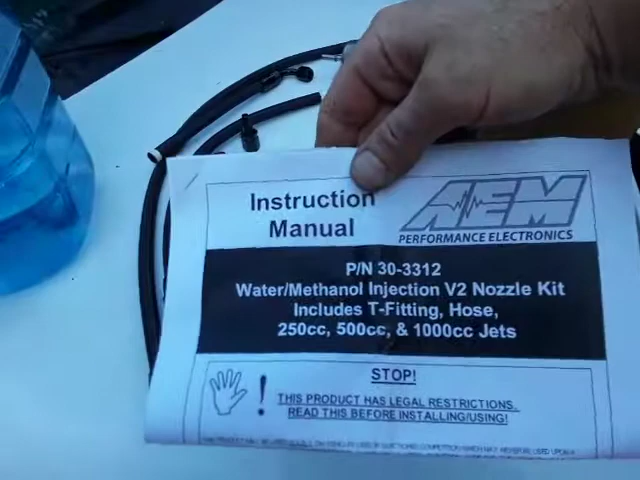 Instruction
Manual
AEM
PERFORMANCE ELECTRONICS
P/N 30-3312
Water/Methanol Injection V2 Nozzle Kit
Includes T-Fitting, Hose,
250cc, 500cc, & 1000cc Jets
STOP!
!
THIS PRODUCT HAS LEGAL RESTRICTIONS.
READ THIS BEFORE INSTALLING/USING!